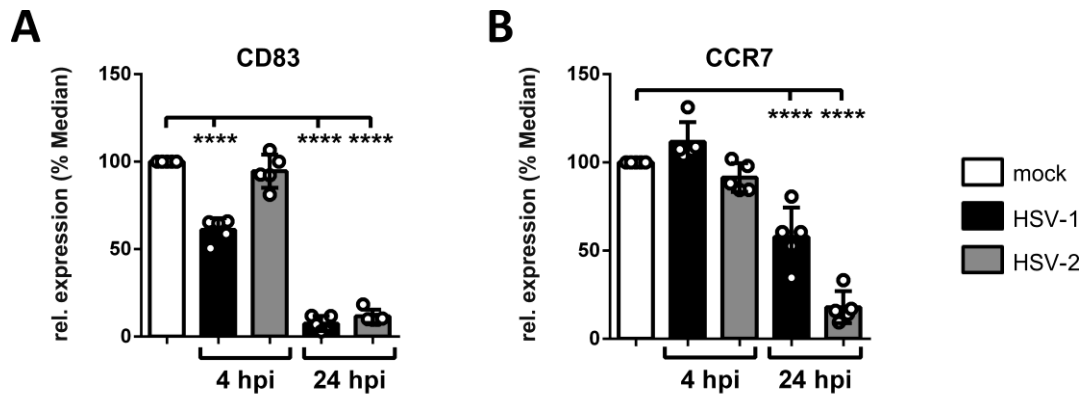 A
CD83
rel. expression (% Median)
150
100
50
0
****
**** ****
4 hpi 24 hpi
B
CCR7
rel. expression (% Median)
150
100
50
0
**** ****
4 hpi 24 hpi
mock
HSV-1
HSV-2